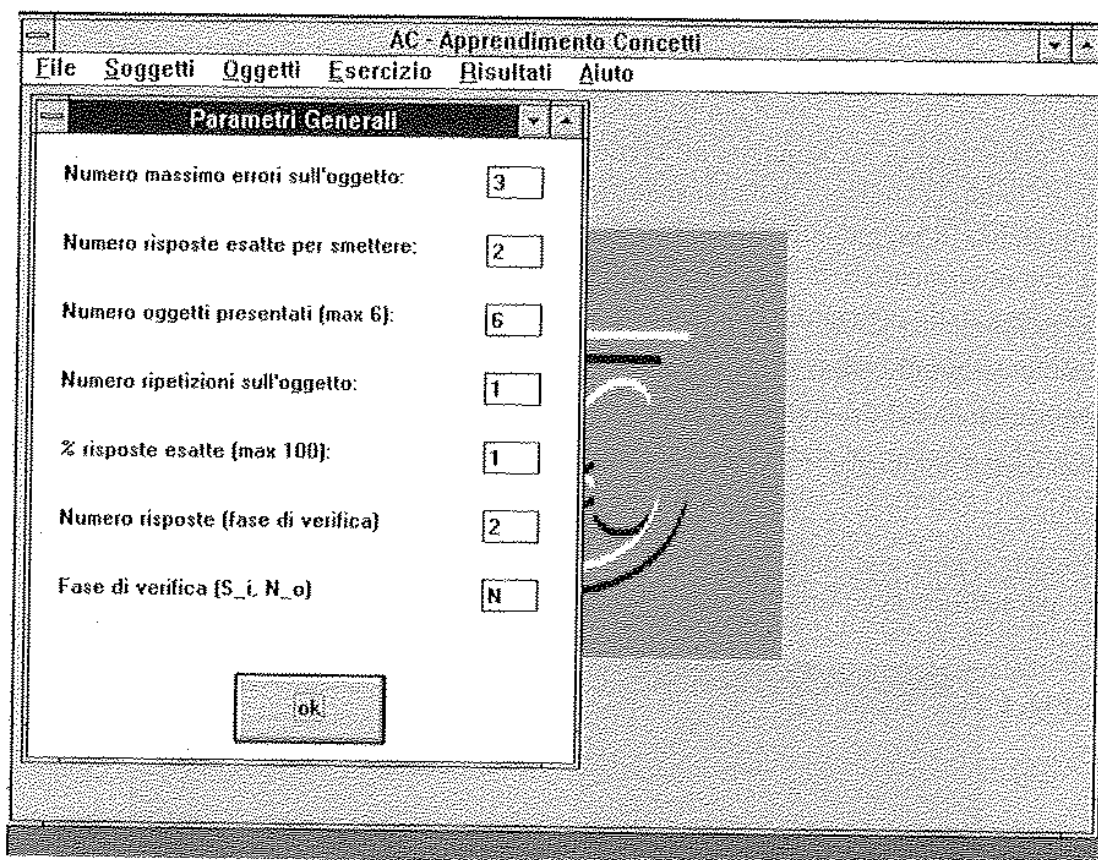 AC - Apprendimento Concetti
File Soggetti Oggetti Esercizio Risultati Aiuto
Parametri Generali
Numero massimo errori sull'oggetto: 3
Numero risposte esatte per smettere: 2
Numero oggetti presentati (max 6): 6
Numero ripetizioni sull'oggetto: 1
% risposte esatte (max 100): 1
Numero risposte (fase di verifica) 2
Fase di verifica (S_i, N_o) N
ok